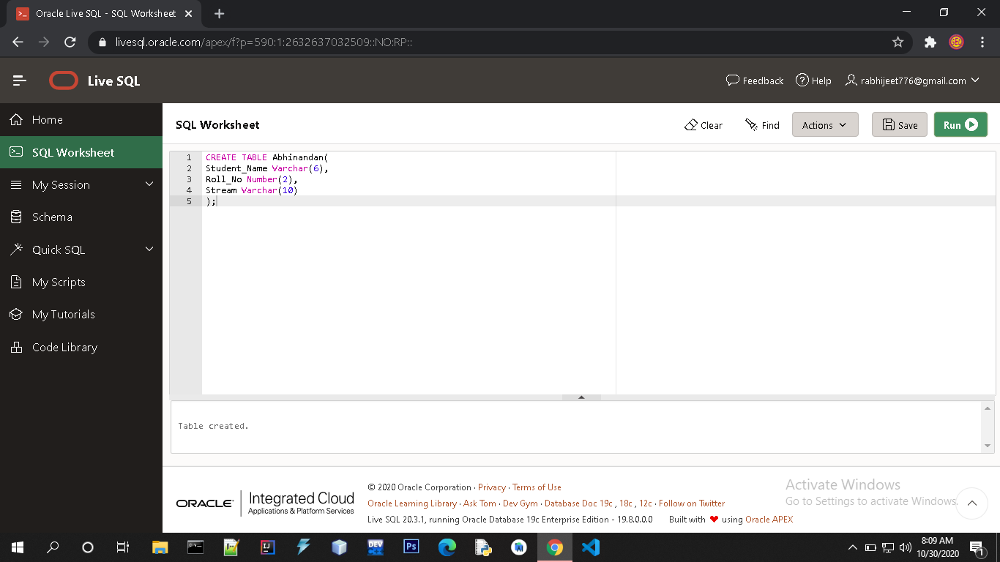 Oracle Live SQL - SQL Worksheet
livesql.oracle.com/apex/f?p=590:1:2632637032509::NO:RP::
Live SQL
Feedback
Help
rabhijeet776@gmail.com
Home
SQL Worksheet
My Session
Schema
Quick SQL
My Scripts
My Tutorials
Code Library
SQL Worksheet
Clear
Find
Actions
Save
Run
1 CREATE TABLE Abhinandan(
2 Student_Name Varchar(6),
3 Roll_No Number(2),
4 Stream Varchar(10)
5 );
Table created.
ORACLE Integrated Cloud
Applications & Platform Services
© 2020 Oracle Corporation · Privacy · Terms of Use
Oracle Learning Library · Ask Tom · Dev Gym · Database Doc 19c , 18c , 12c · Follow on Twitter
Live SQL 20.3.1, running Oracle Database 19c Enterprise Edition - 19.8.0.0.0 Built with ❤ using Oracle APEX
Activate Windows
Go to Settings to activate Windows.
DEV
Ps
8:09 AM
10/30/2020
1